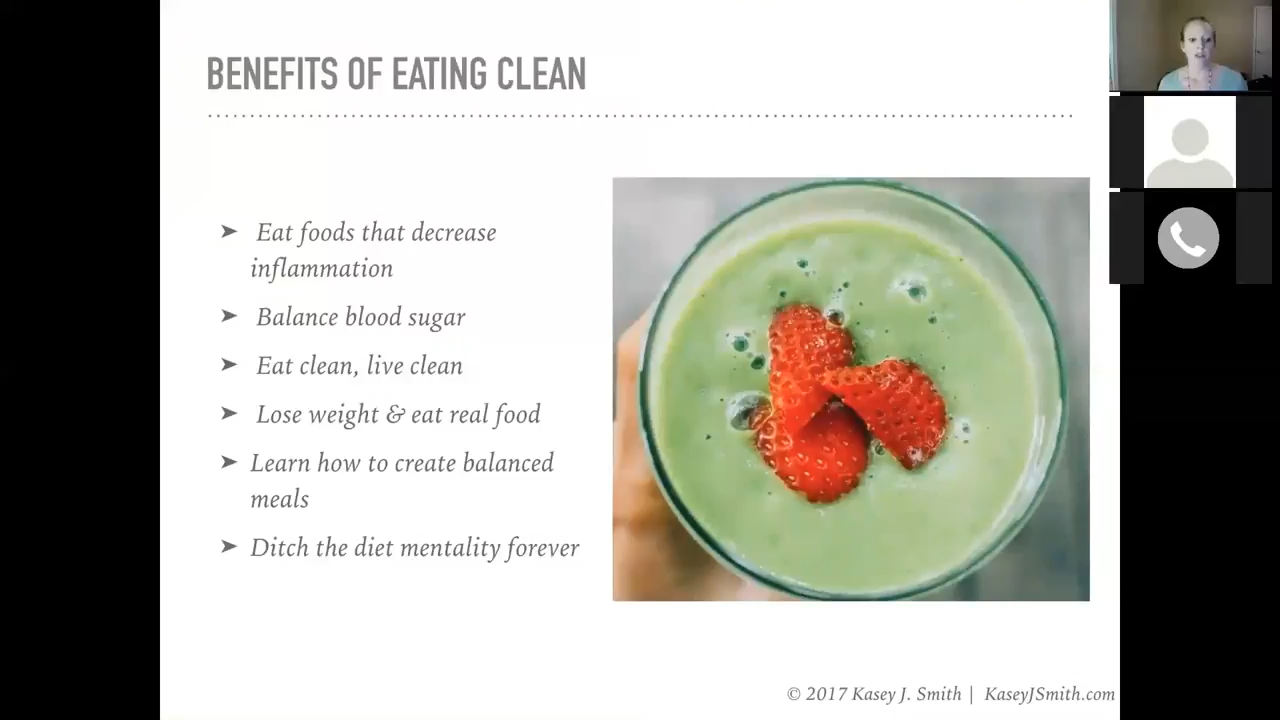 BENEFITS OF EATING CLEAN
➤ Eat foods that decrease
inflammation
➤ Balance blood sugar
➤ Eat clean, live clean
➤ Lose weight & eat real food
➤ Learn how to create balanced
meals
➤ Ditch the diet mentality forever
© 2017 Kasey J. Smith | KaseyJSmith.com